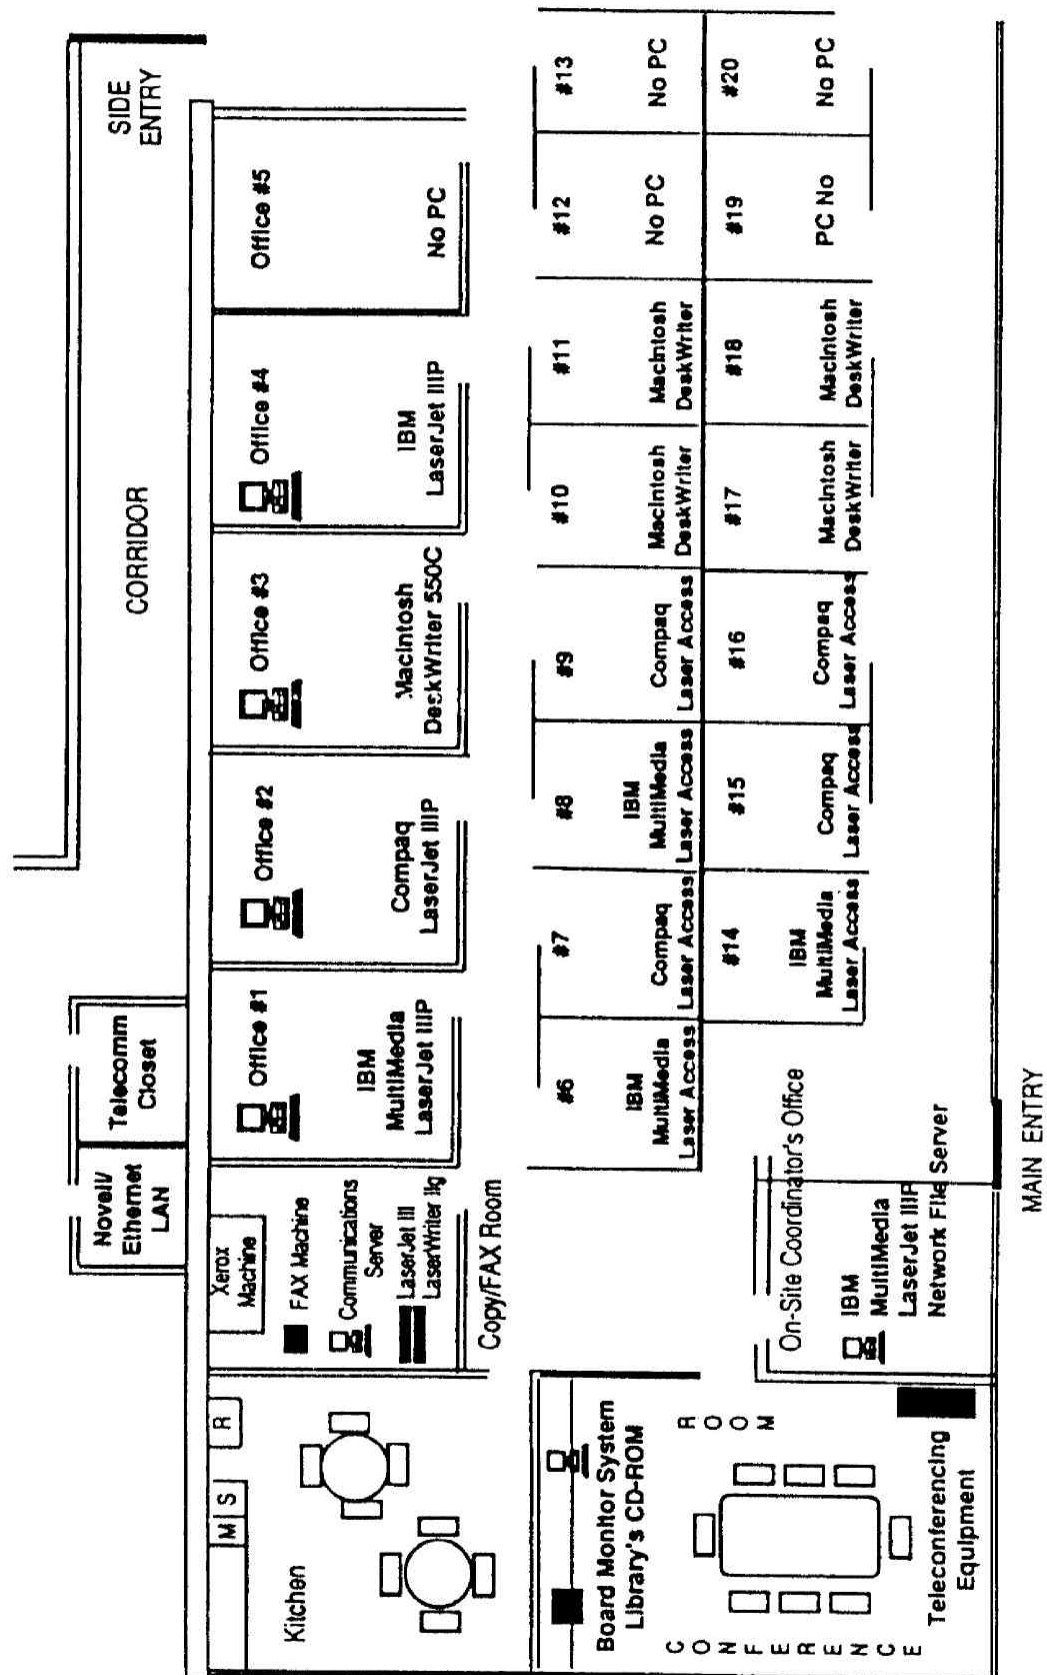 SIDE
ENTRY
CORRIDOR
Novell/
Ethernet
LAN
Telecomm
Closet
R
M
S
Kitchen
Xerox
Machine
FAX Machine
Communications
Server
LaserJet III
LaserWriter IIg
Copy/FAX Room
Office #1
IBM
MultiMedia
LaserJet IIIP
Office #2
Compaq
LaserJet IIIP
Office #3
Macintosh
DeskWriter 550C
Office #4
IBM
LaserJet IIIP
Office #5
No PC
#6
IBM
MultiMedia
Laser Access
#7
Compaq
Laser Access
#8
IBM
MultiMedia
Laser Access
#9
Compaq
Laser Access
#10
Macintosh
DeskWriter
#11
Macintosh
DeskWriter
#12
No PC
#13
No PC
#14
IBM
MultiMedia
Laser Access
#15
Compaq
Laser Access
#16
Compaq
Laser Access
#17
Macintosh
DeskWriter
#18
Macintosh
DeskWriter
#19
PC No
#20
No PC
Board Monitor System
Library's CD-ROM
CONFERENCE
ROOM
Teleconferencing
Equipment
On-Site Coordinator's Office
IBM
MultiMedia
LaserJet IIIP
Network File Server
MAIN ENTRY